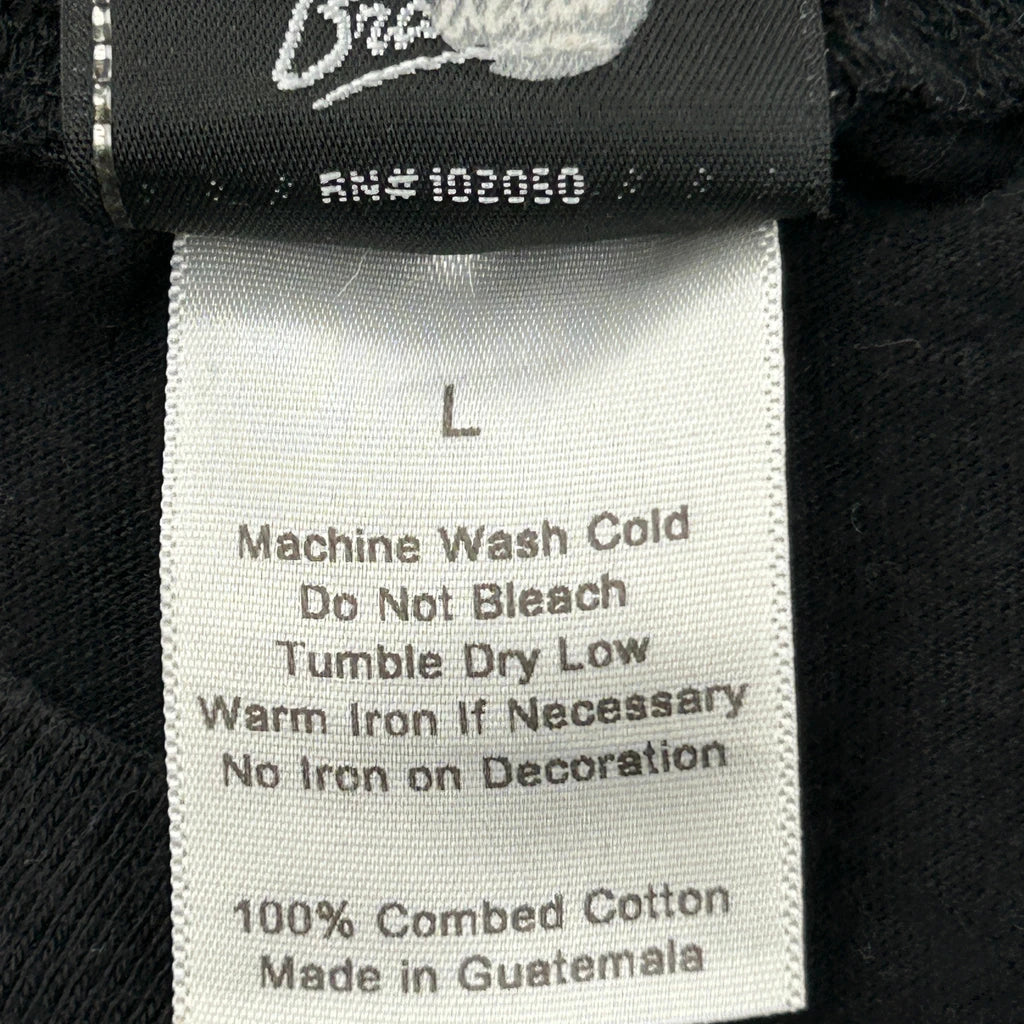 RN#102050
L
Machine Wash Cold
Do Not Bleach
Tumble Dry Low
Warm Iron If Necessary
No Iron on Decoration
100% Combed Cotton
Made in Guatemala